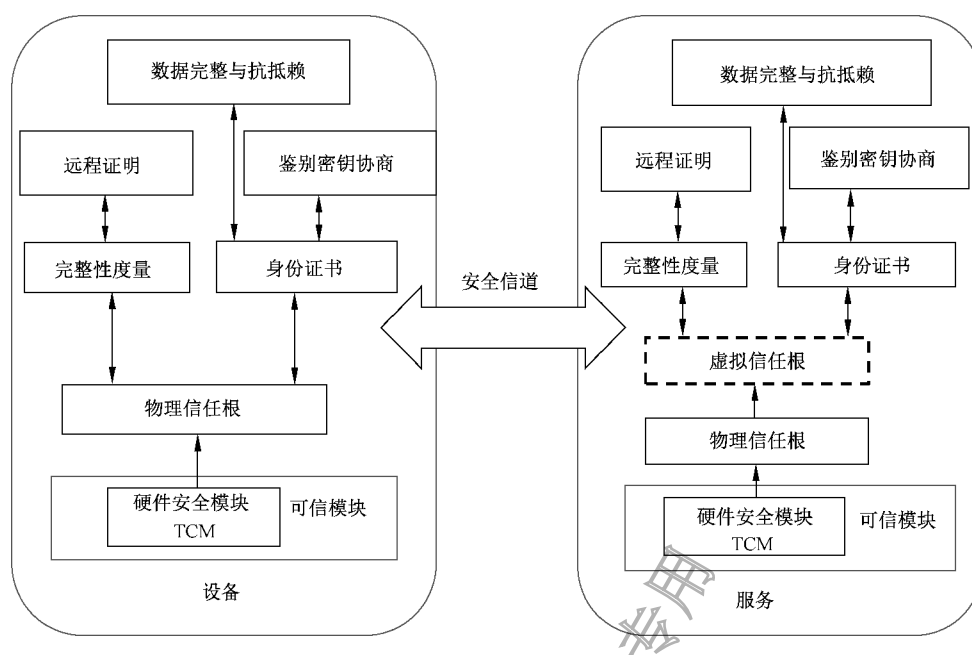 数据完整与抗抵赖
远程证明
鉴别密钥协商
完整性度量
身份证书
物理信任根
硬件安全模块
TCM
可信模块
设备
安全信道
数据完整与抗抵赖
远程证明
鉴别密钥协商
完整性度量
身份证书
虚拟信任根
物理信任根
硬件安全模块
TCM
可信模块
服务
专用